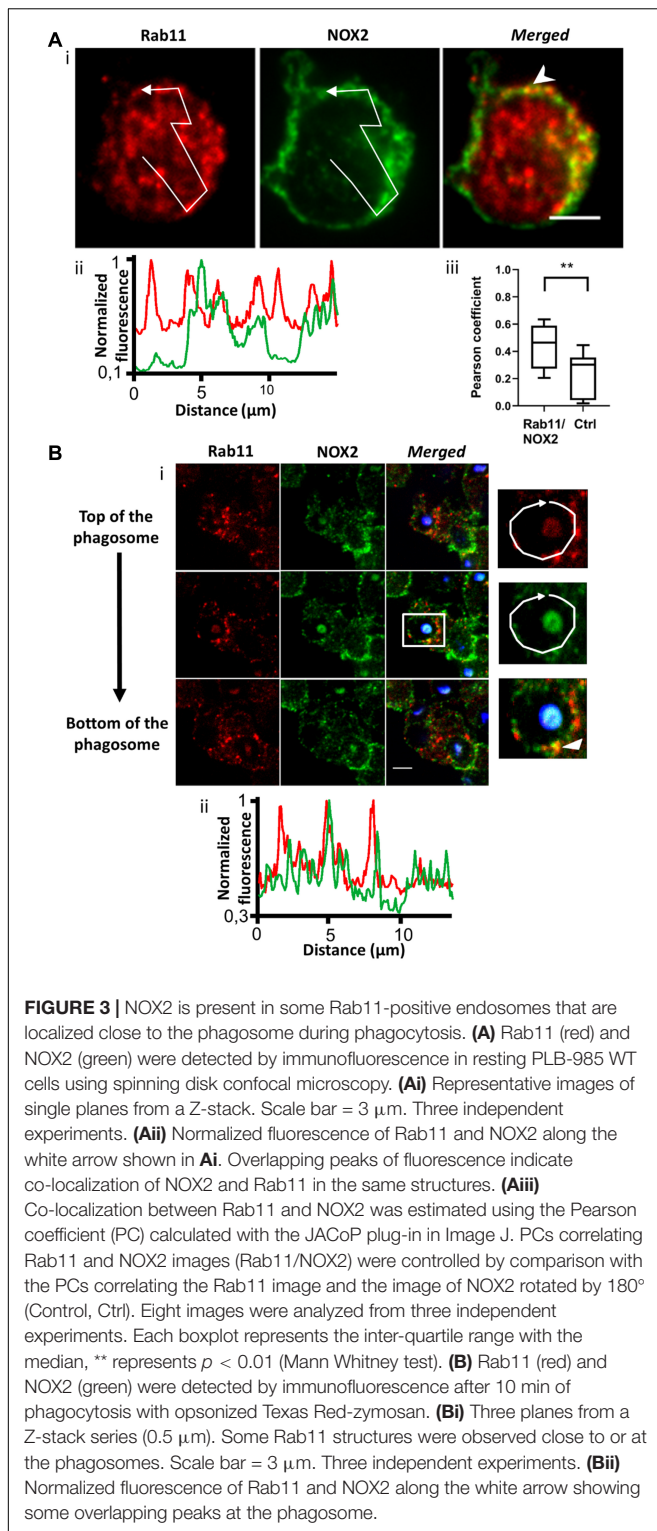 A
Rab11 NOX2 Merged
i
ii
1
Normalized
fluorescence
0,1
5 10
Distance (µm)
iii
**
Pearson coefficient
0.8
0.6
0.4
0.2
0.0
Rab11/
NOX2
Ctrl
B
Rab11 NOX2 Merged
i
Top of the
phagosome
Bottom of the
phagosome
ii
1
Normalized
fluorescence
0,3
0 5 10
Distance (µm)
FIGURE 3 | NOX2 is present in some Rab11-positive endosomes that are
localized close to the phagosome during phagocytosis. (A) Rab11 (red) and
NOX2 (green) were detected by immunofluorescence in resting PLB-985 WT
cells using spinning disk confocal microscopy. (Ai) Representative images of
single planes from a Z-stack. Scale bar = 3 µm. Three independent
experiments. (Aii) Normalized fluorescence of Rab11 and NOX2 along the
white arrow shown in Ai. Overlapping peaks of fluorescence indicate
co-localization of NOX2 and Rab11 in the same structures. (Aiii)
Co-localization between Rab11 and NOX2 was estimated using the Pearson
coefficient (PC) calculated with the JACoP plug-in in Image J. PCs correlating
Rab11 and NOX2 images (Rab11/NOX2) were controlled by comparison with
the PCs correlating the Rab11 image and the image of NOX2 rotated by 180°
(Control, Ctrl). Eight images were analyzed from three independent
experiments. Each boxplot represents the inter-quartile range with the
median, ** represents p < 0.01 (Mann Whitney test). (B) Rab11 (red) and
NOX2 (green) were detected by immunofluorescence after 10 min of
phagocytosis with opsonized Texas Red-zymosan. (Bi) Three planes from a
Z-stack series (0.5 µm). Some Rab11 structures were observed close to or at
the phagosomes. Scale bar = 3 µm. Three independent experiments. (Bii)
Normalized fluorescence of Rab11 and NOX2 along the white arrow showing
some overlapping peaks at the phagosome.